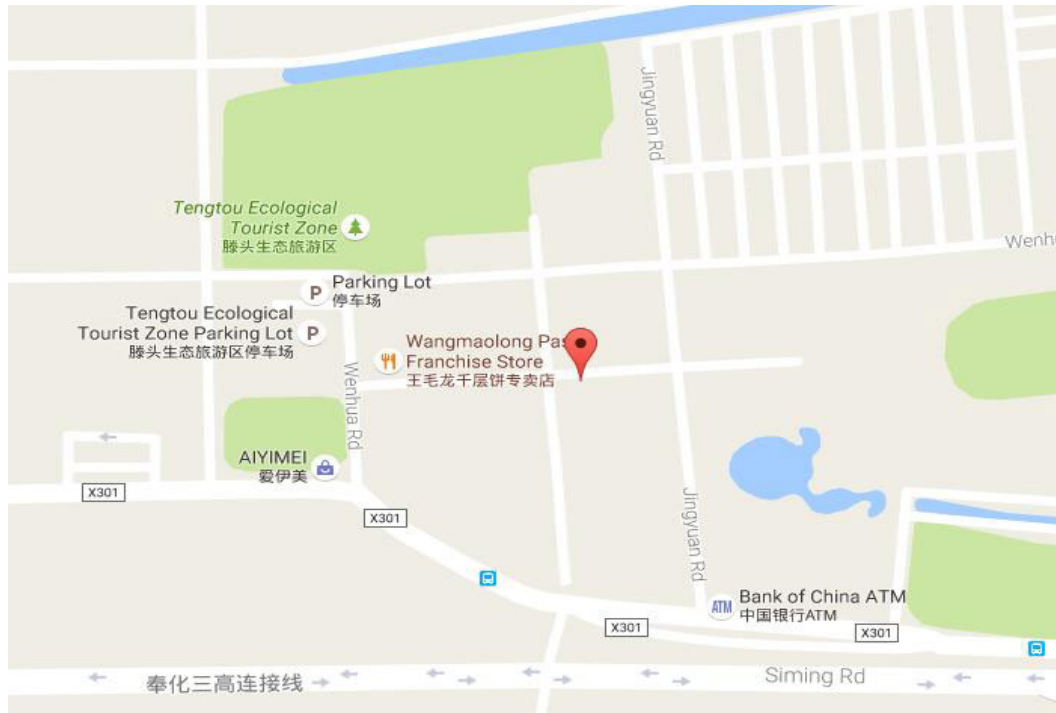 Jingyuan Rd
Tengtou Ecological
Tourist Zone
滕头生态旅游区
Wenhu
Parking Lot
停车场
P
Tengtou Ecological
Tourist Zone Parking Lot
滕头生态旅游区停车场
P
Wangmaolong Pas
Franchise Store
王毛龙千层饼专卖店
Wenhua Rd
AIYIMEI
爱伊美
X301
X301
Jingyuan Rd
ATM
Bank of China ATM
中国银行ATM
X301
X301
奉化三高连接线
Siming Rd